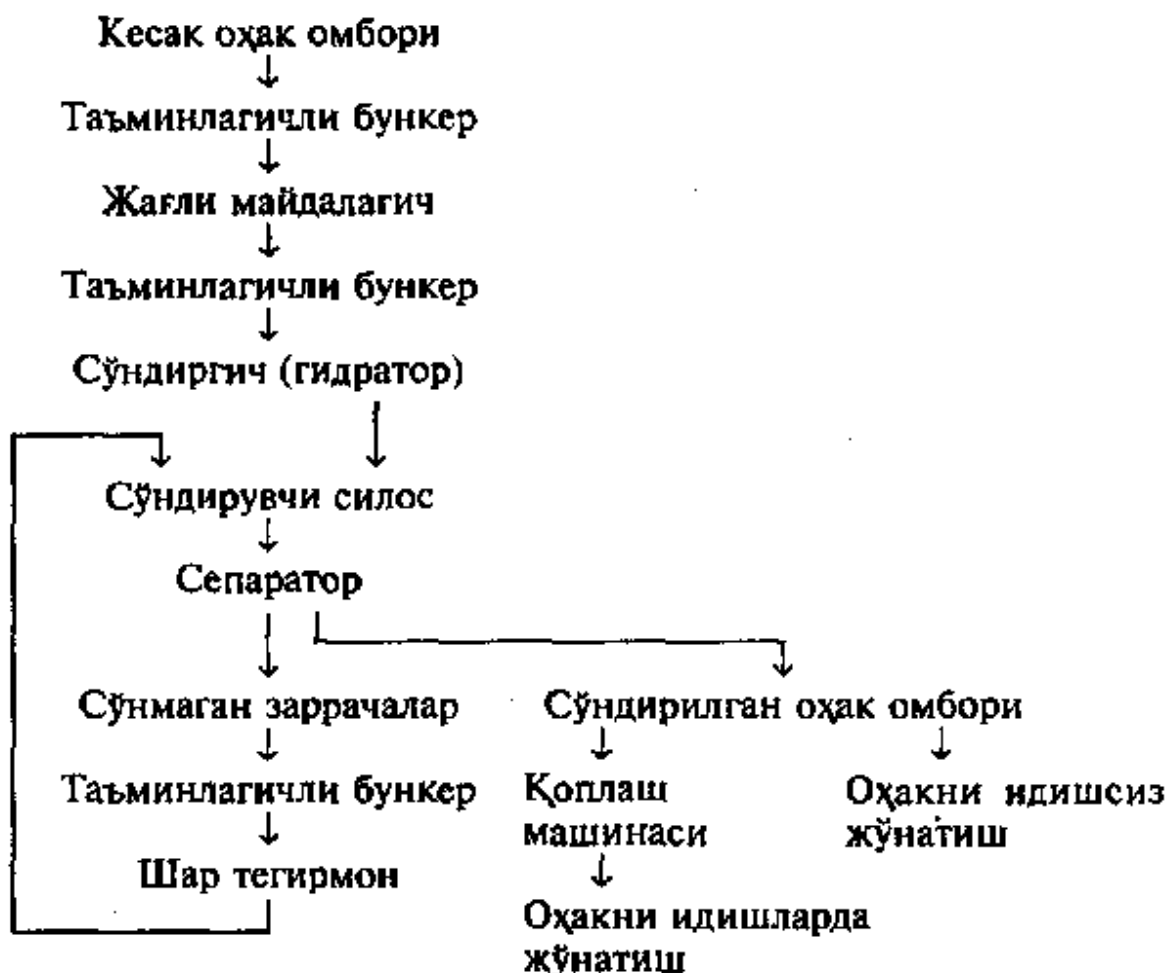 Кесак оҳак омбори
Таъминлагичли бункер
Жағли майдалагич
Таъминлагичли бункер
Сўндиргич (гидратор)
Сўндирувчи силос
Сепаратор
Сўнмаган заррачалар
Сўндирилган оҳак омбори
Таъминлагичли бункер
Қоплаш
машинаси
Оҳакни идишсиз
жўнатиш
Шар тегирмон
Оҳакни идишларда
жўнатиш